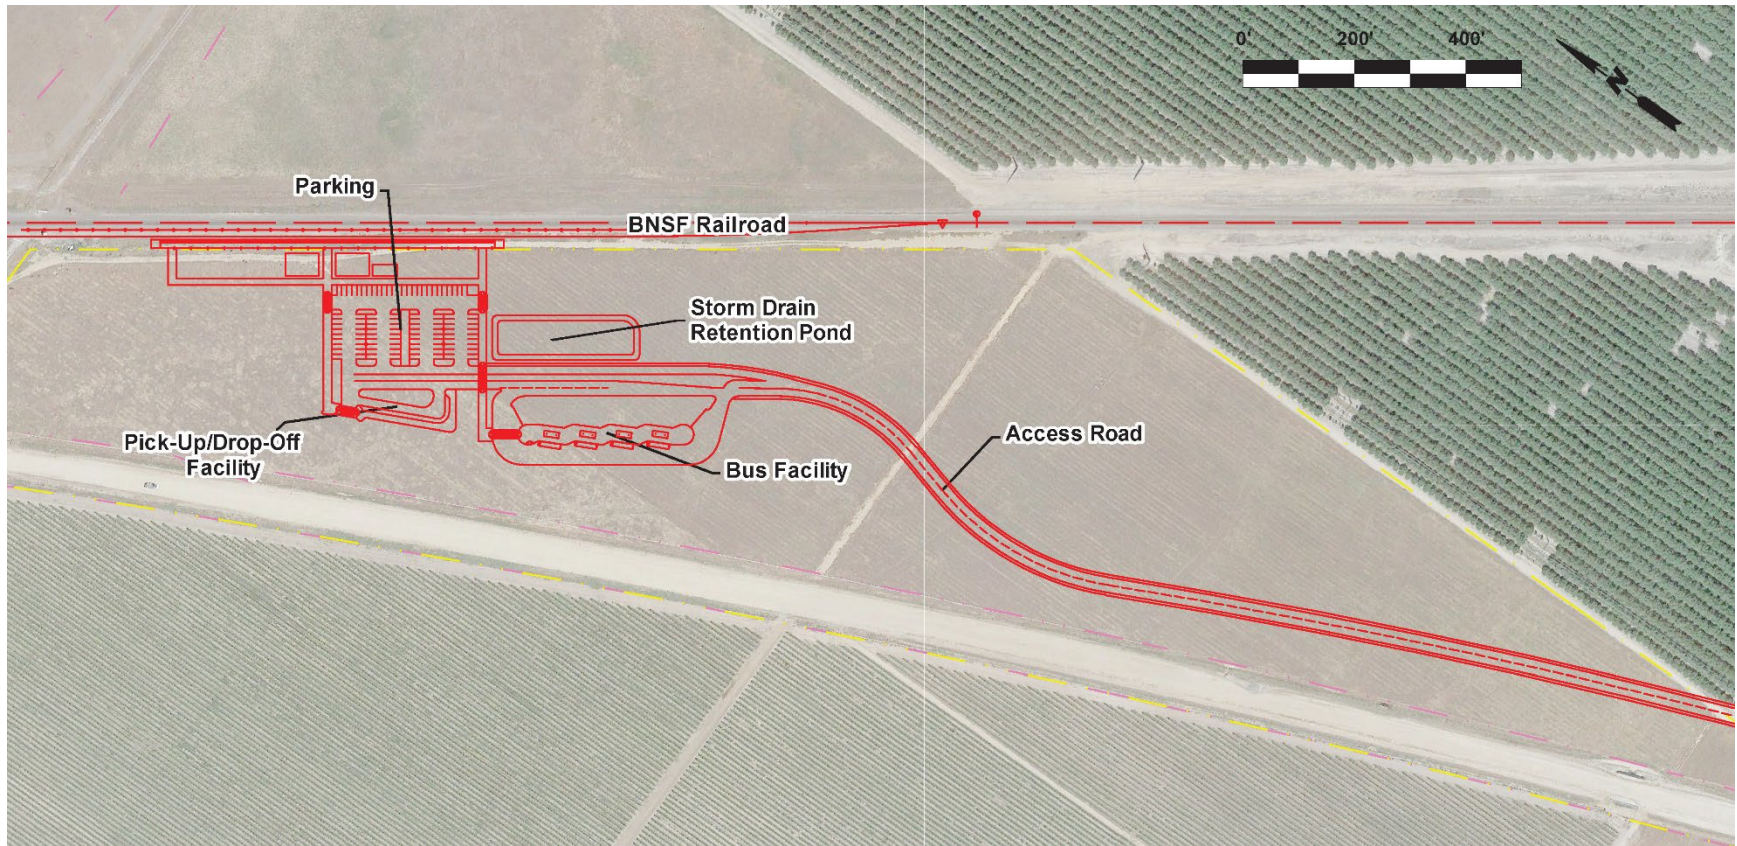 0' 200' 400'
N
Parking
BNSF Railroad
Storm Drain
Retention Pond
Access Road
Pick-Up/Drop-Off
Facility
Bus Facility